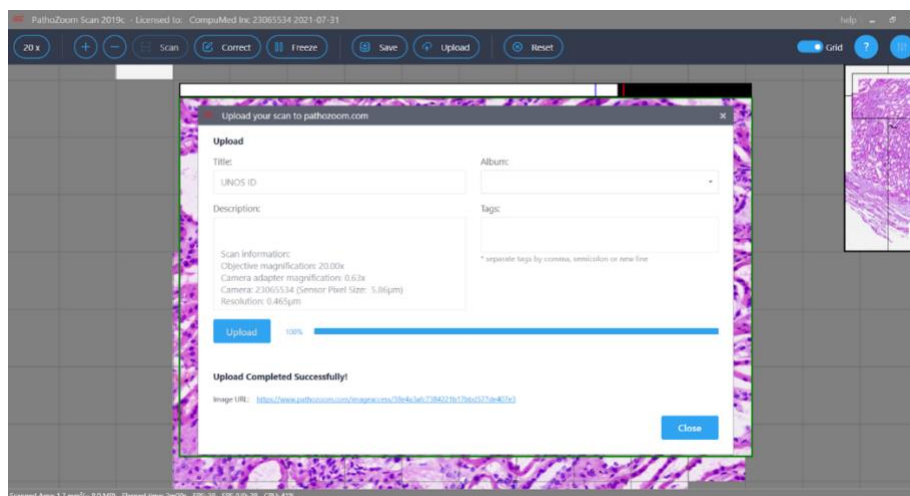 PathoZoom Scan 2019c - Licensed to: CompuMed Inc 23065534 2021-07-31
help
20 x
Scan
Correct
Freeze
Save
Upload
Reset
Grid
?
Upload your scan to pathozoom.com
Upload
Title:
Album:
UNOS ID
Description:
Tags:
Scan information:
Objective magnification: 20.00x
Camera adapter magnification: 0.63x
Camera: 23065534 (Sensor Pixel Size: 5.86µm)
Resolution: 0.465µm
* separate tags by comma, semicolon or new line
Upload
100%
Upload Completed Successfully!
Image URL:
Close